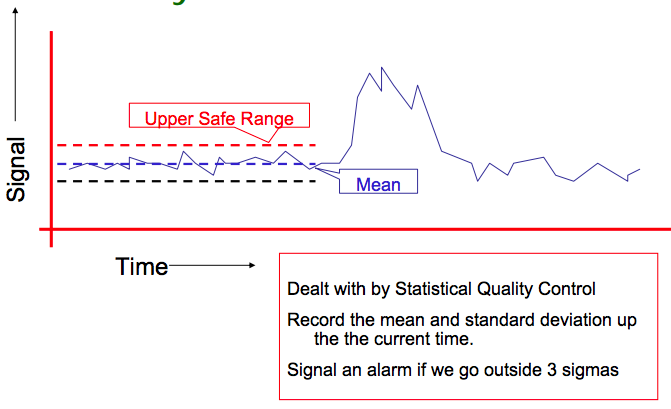 Signal
Upper Safe Range
Mean
Time
Dealt with by Statistical Quality Control
Record the mean and standard deviation up
the the current time.
Signal an alarm if we go outside 3 sigmas